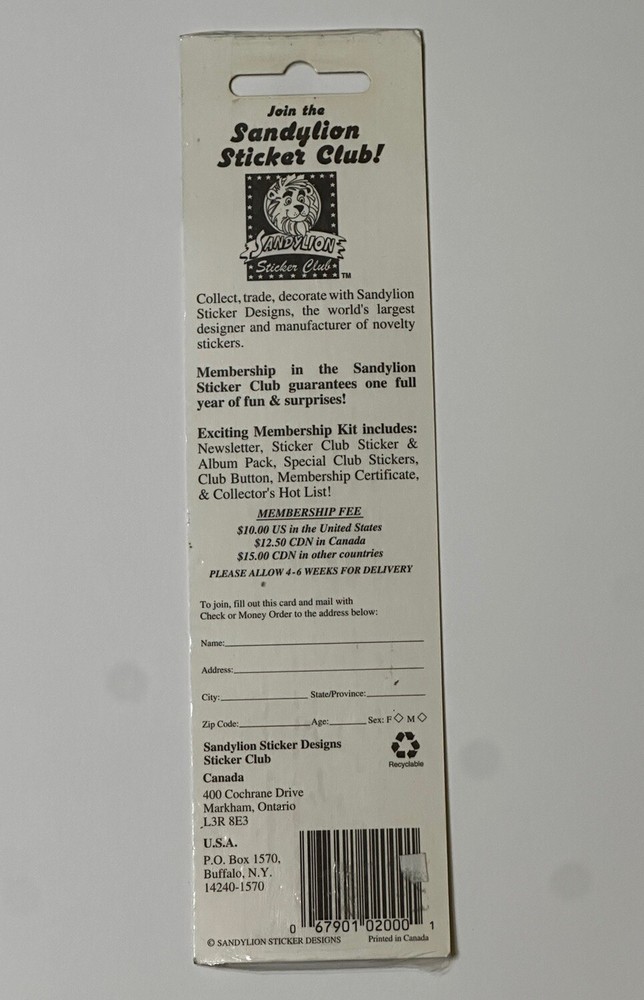 Join the
Sandylion
Sticker Club!
SANDYLION
Sticker Club
TM
Collect, trade, decorate with Sandylion
Sticker Designs, the world's largest
designer and manufacturer of novelty
stickers.
Membership in the Sandylion
Sticker Club guarantees one full
year of fun & surprises!
Exciting Membership Kit includes:
Newsletter, Sticker Club Sticker &
Album Pack, Special Club Stickers,
Club Button, Membership Certificate,
& Collector's Hot List!
MEMBERSHIP FEE
$10.00 US in the United States
$12.50 CDN in Canada
$15.00 CDN in other countries
PLEASE ALLOW 4-6 WEEKS FOR DELIVERY
To join, fill out this card and mail with
Check or Money Order to the address below:
Name:
Address:
City: State/Province:
Zip Code: Age: Sex: F ◇ M ◇
Sandylion Sticker Designs
Sticker Club
Recyclable
Canada
400 Cochrane Drive
Markham, Ontario
L3R 8E3
U.S.A.
P.O. Box 1570,
Buffalo, N.Y.
14240-1570
0 67901 02000 1
© SANDYLION STICKER DESIGNS Printed in Canada